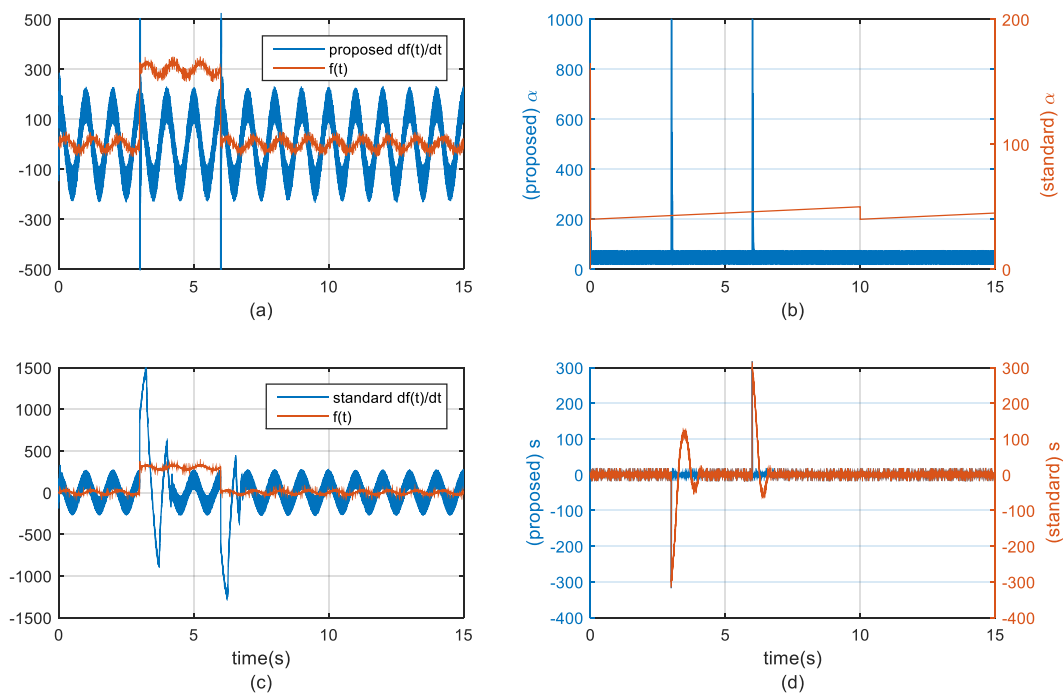 500
300
100
-100
-300
-500
proposed df(t)/dt
f(t)
0 5 10 15
(a)
1000
800
600
400
200
0
(proposed) α
200
100
0
(standard) α
0 5 10 15
(b)
1500
1000
500
0
-500
-1000
-1500
standard df(t)/dt
f(t)
0 5 10 15
time(s)
(c)
300
200
100
0
-100
-200
-300
-400
(proposed) s
300
200
100
0
-100
-200
-300
-400
(standard) s
0 5 10 15
time(s)
(d)